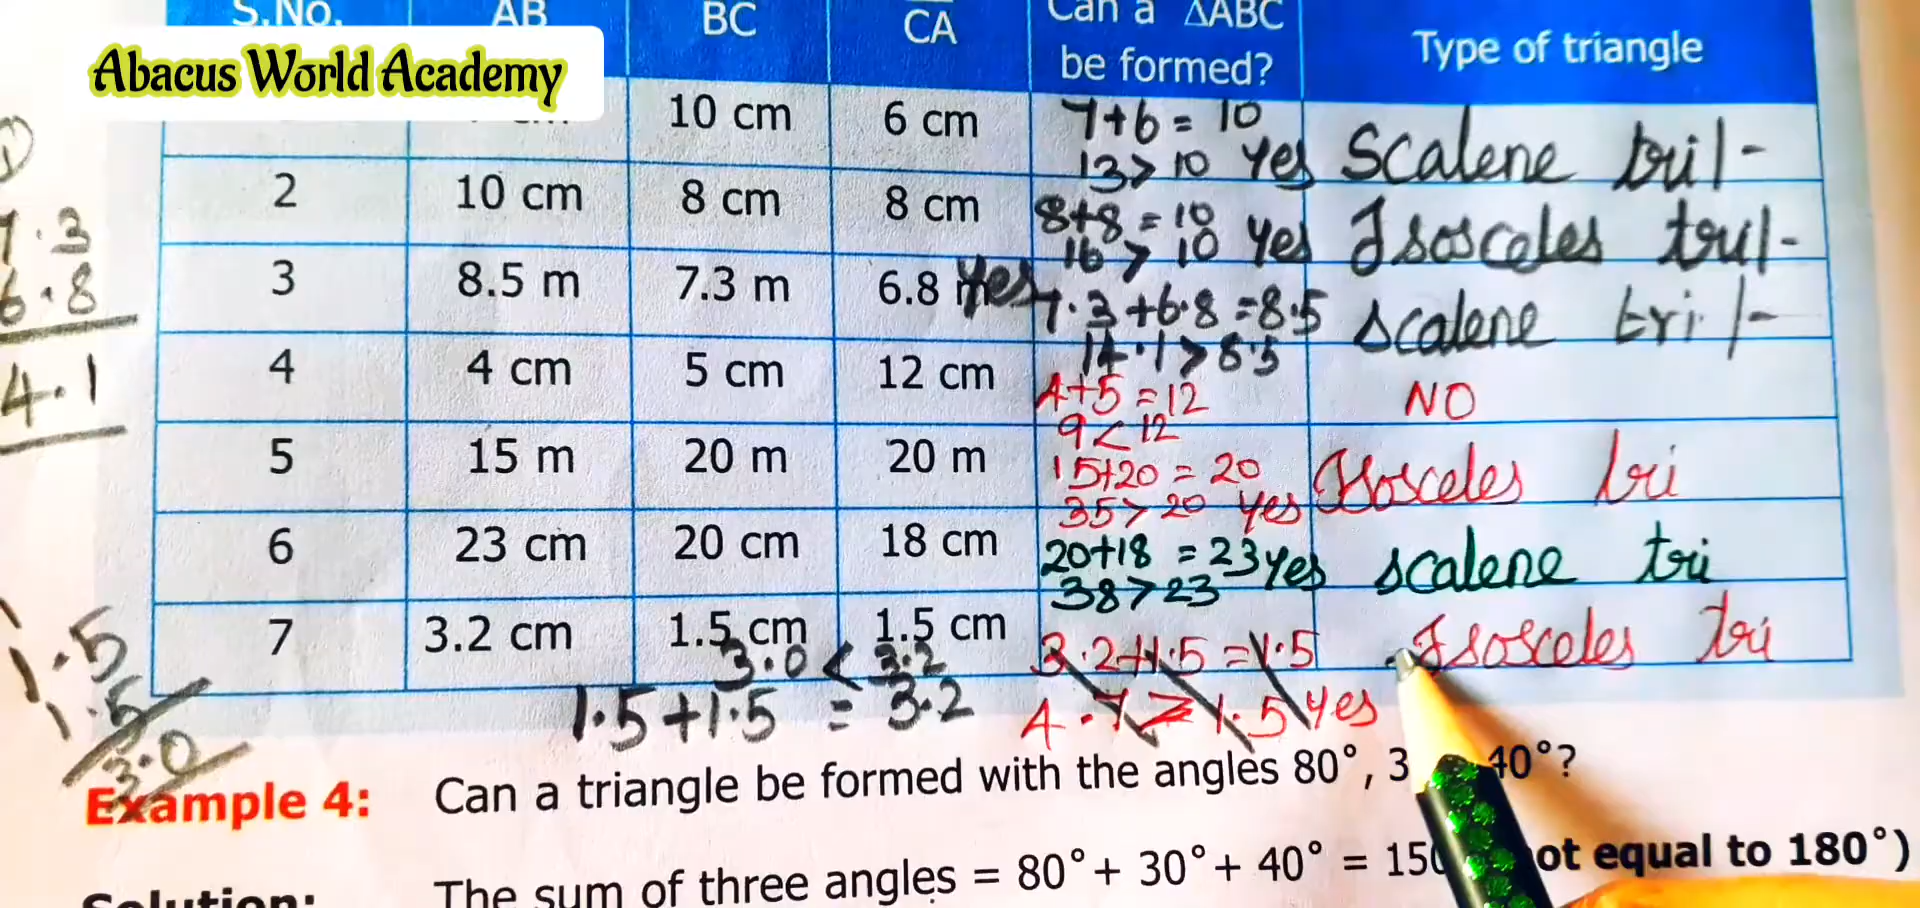 S.No. AB BC CA Can a ΔABC be formed? Type of triangle
Abacus World Academy
10 cm 6 cm 7+6 = 10 13 > 10 Yes Scalene tril-
2 10 cm 8 cm 8 cm 8+8 = 10 16 > 10 Yes Isosceles tril-
3 8.5 m 7.3 m 6.8 Yes 7.3+6.8 = 8.5 14.1 > 8.5 scalene tri l-
4 4 cm 5 cm 12 cm 4+5 = 12 9 < 12 NO
5 15 m 20 m 20 m 15+20 = 20 35 > 20 yes Isosceles tri
6 23 cm 20 cm 18 cm 20+18 = 23 yes 38 > 23 scalene tri
7 3.2 cm 1.5 cm 1.5 cm 3.2+1.5 = 1.5 Isosceles tri
3.0 < 3.2
1.5+1.5 = 3.2 4.7 > 1.5 yes
1
7.3
6.8
4.1
1.5
1.5
3.0
Example 4: Can a triangle be formed with the angles 80°, 3 40°?
Solution: The sum of three angles = 80° + 30° + 40° = 150 ot equal to 180°)